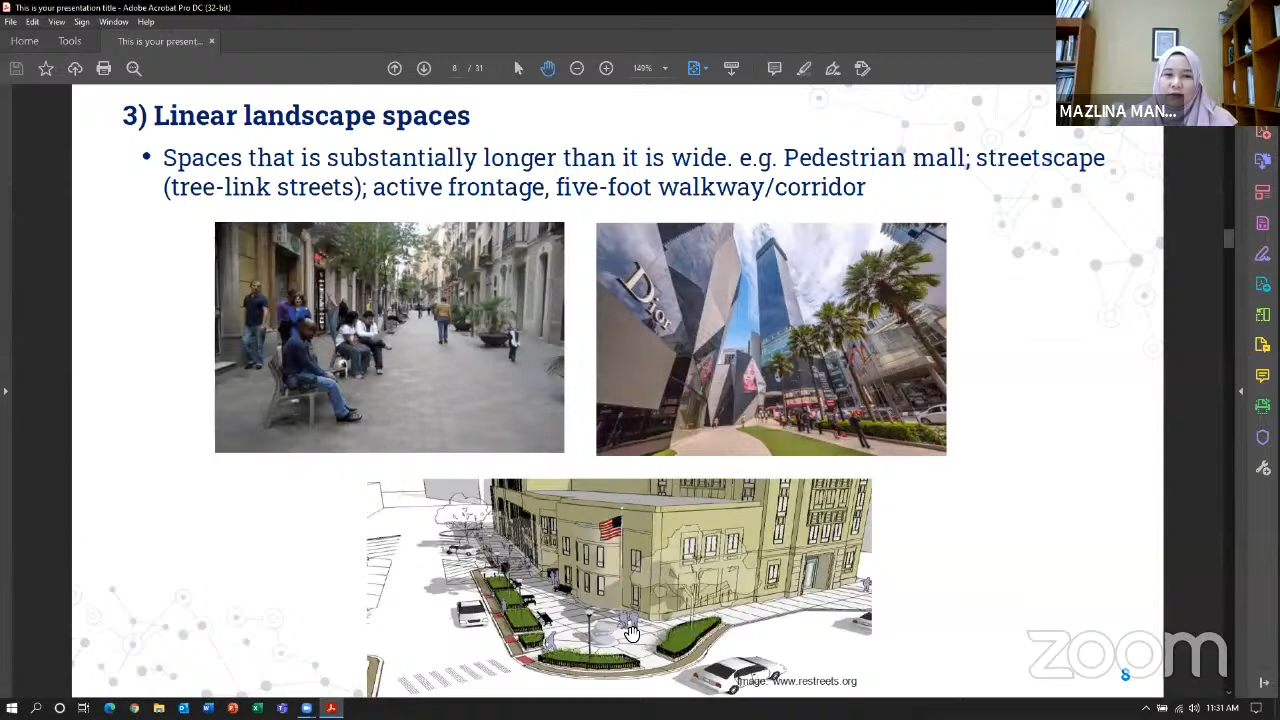 This is your presentation title - Adobe Acrobat Pro DC (32-bit)
File Edit View Sign Window Help
Home Tools This is your present... ×
8 / 31 149%
MAZLINA MAN...
3) Linear landscape spaces
• Spaces that is substantially longer than it is wide. e.g. Pedestrian mall; streetscape
(tree-link streets); active frontage, five-foot walkway/corridor
Dior
Image: www.restreets.org
zoom
8
11:31 AM